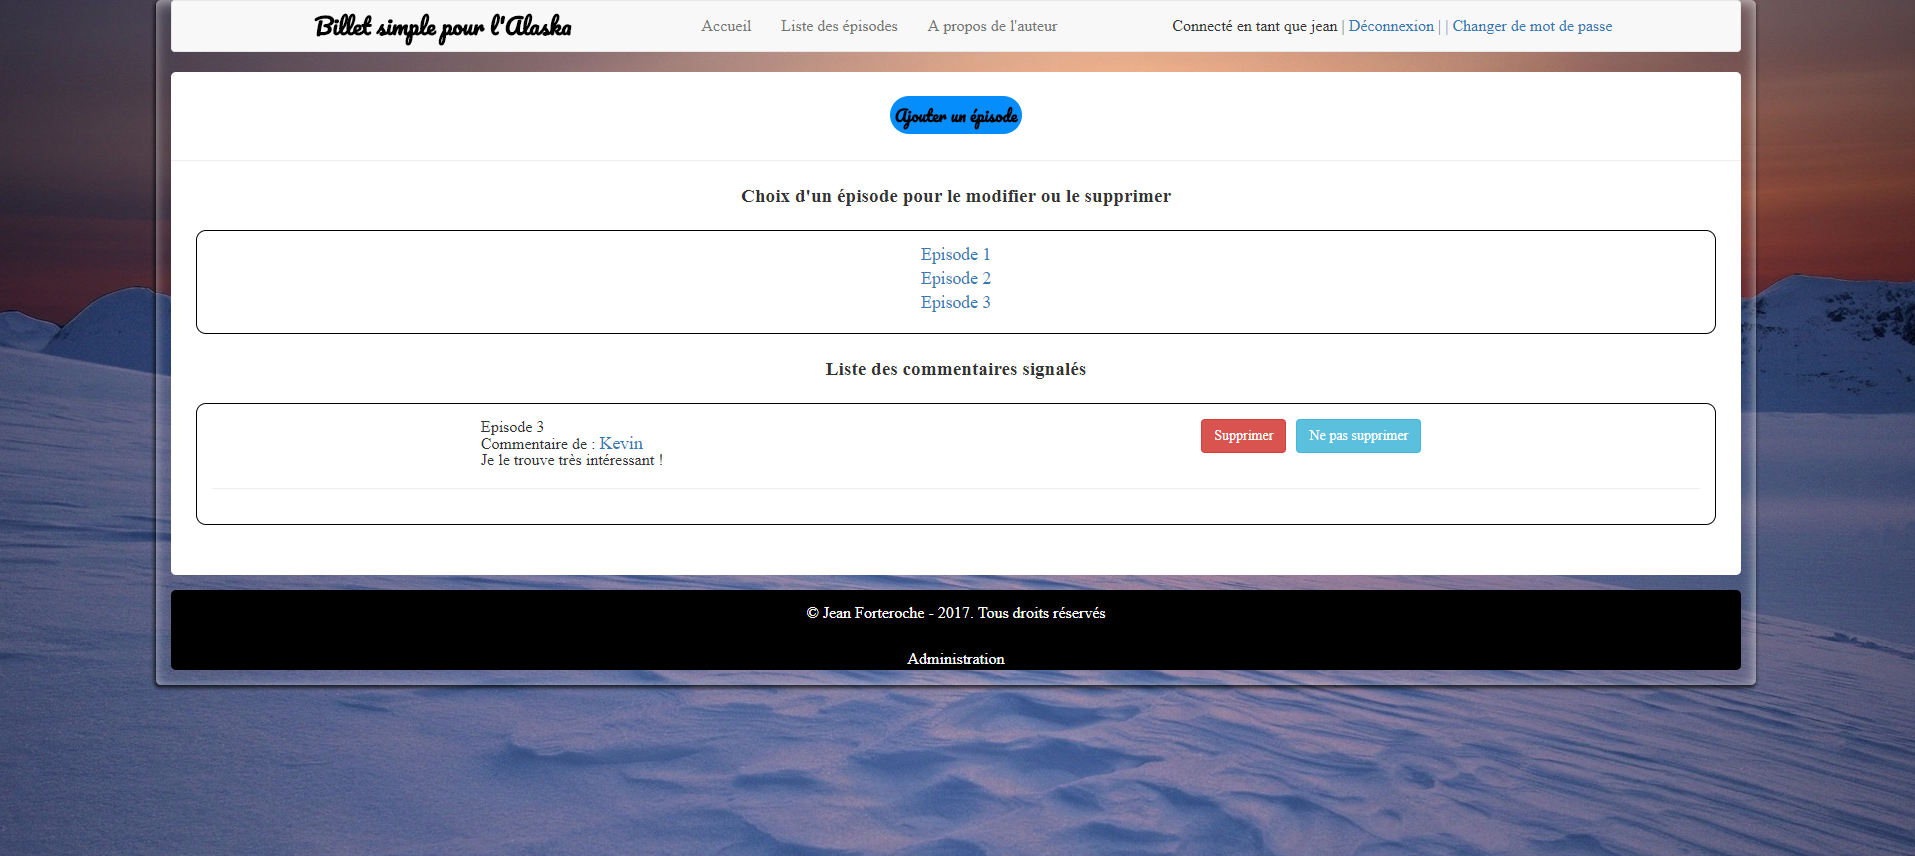 Billet simple pour l'Alaska Accueil Liste des épisodes A propos de l'auteur Connecté en tant que jean | Déconnexion | | Changer de mot de passe
Ajouter un épisode
Choix d'un épisode pour le modifier ou le supprimer
Episode 1
Episode 2
Episode 3
Liste des commentaires signalés
Episode 3
Commentaire de : Kevin
Je le trouve très intéressant !
Supprimer Ne pas supprimer
© Jean Forteroche - 2017. Tous droits réservés
Administration